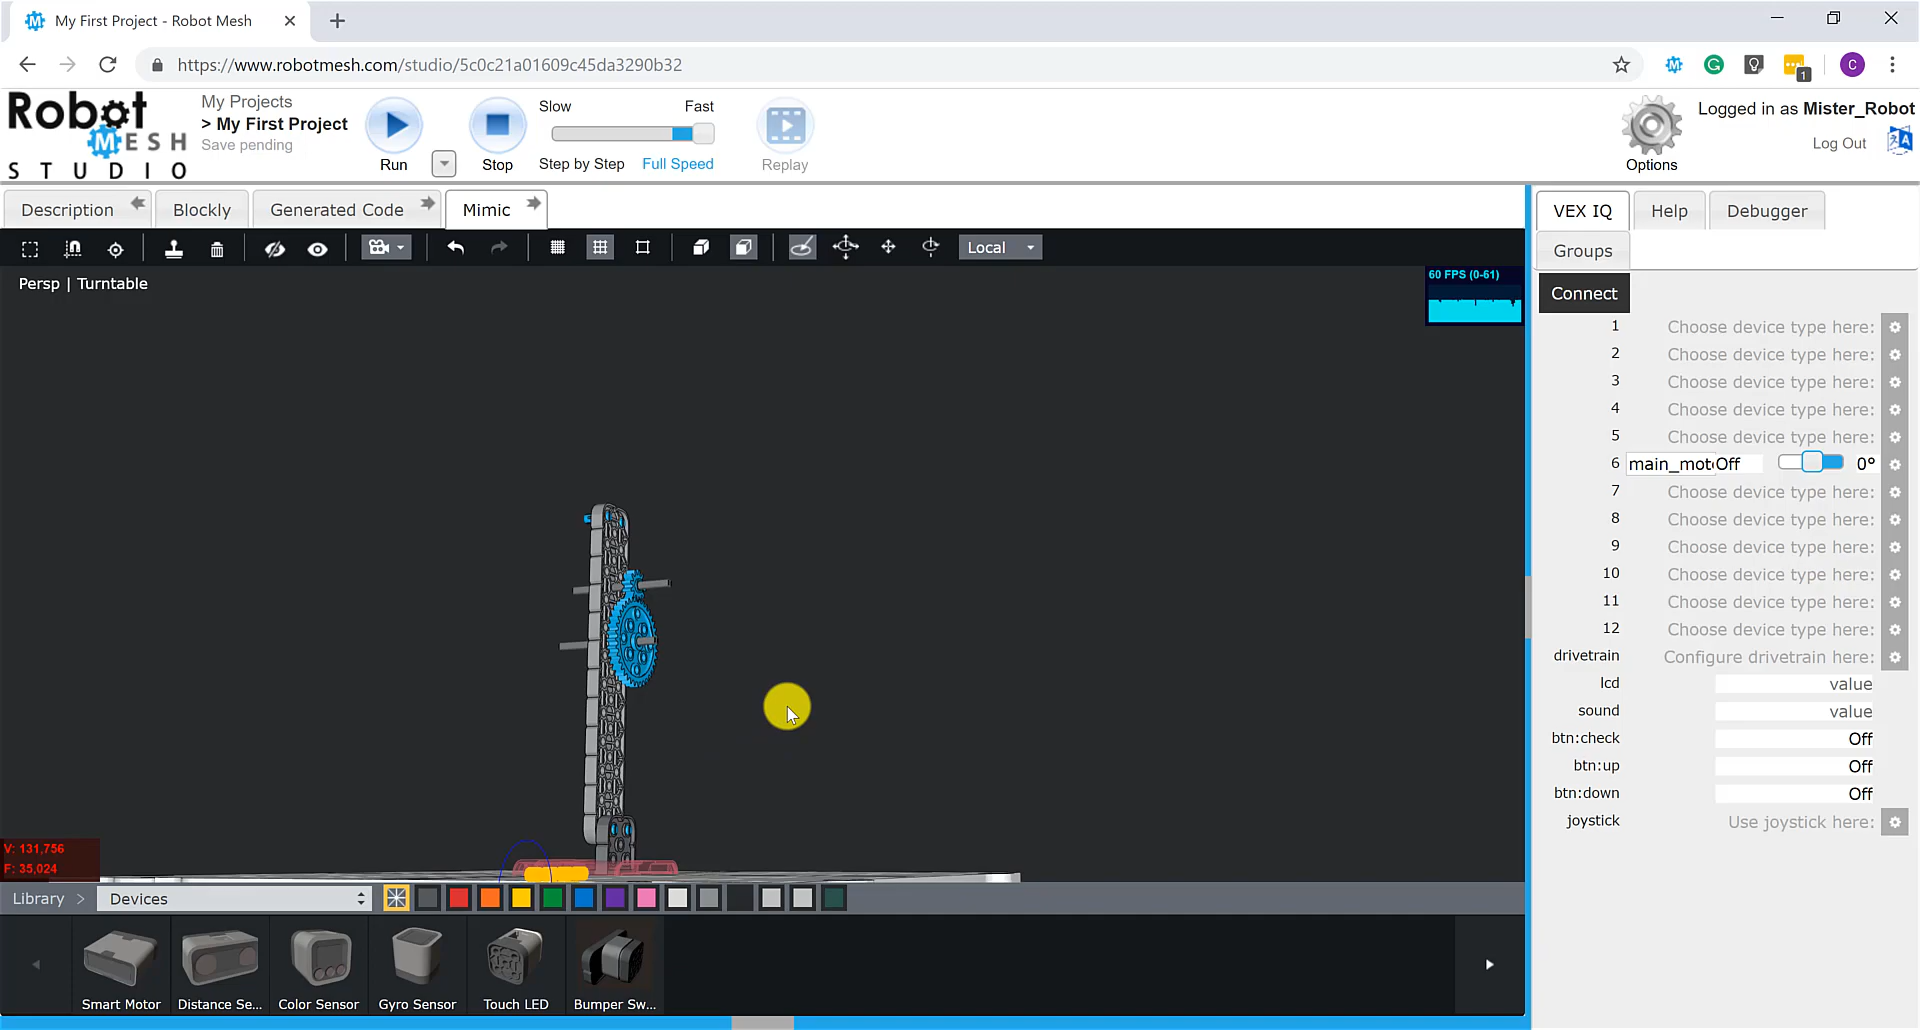 My First Project - Robot Mesh
https://www.robotmesh.com/studio/5c0c21a01609c45da3290b32
1
C
Robot
MESH
STUDIO
My Projects
> My First Project
Save pending
Run
Stop
Slow
Fast
Step by Step
Full Speed
Replay
Options
Logged in as Mister_Robot
Log Out
Description
Blockly
Generated Code
Mimic
Local
Persp | Turntable
60 FPS (0-61)
V: 131,756
F: 35,024
Library >
Devices
Smart Motor
Distance Se...
Color Sensor
Gyro Sensor
Touch LED
Bumper Sw...
VEX IQ
Help
Debugger
Groups
Connect
1 Choose device type here:
2 Choose device type here:
3 Choose device type here:
4 Choose device type here:
5 Choose device type here:
6 main_mot Off 0°
7 Choose device type here:
8 Choose device type here:
9 Choose device type here:
10 Choose device type here:
11 Choose device type here:
12 Choose device type here:
drivetrain Configure drivetrain here:
lcd value
sound value
btn:check Off
btn:up Off
btn:down Off
joystick Use joystick here: